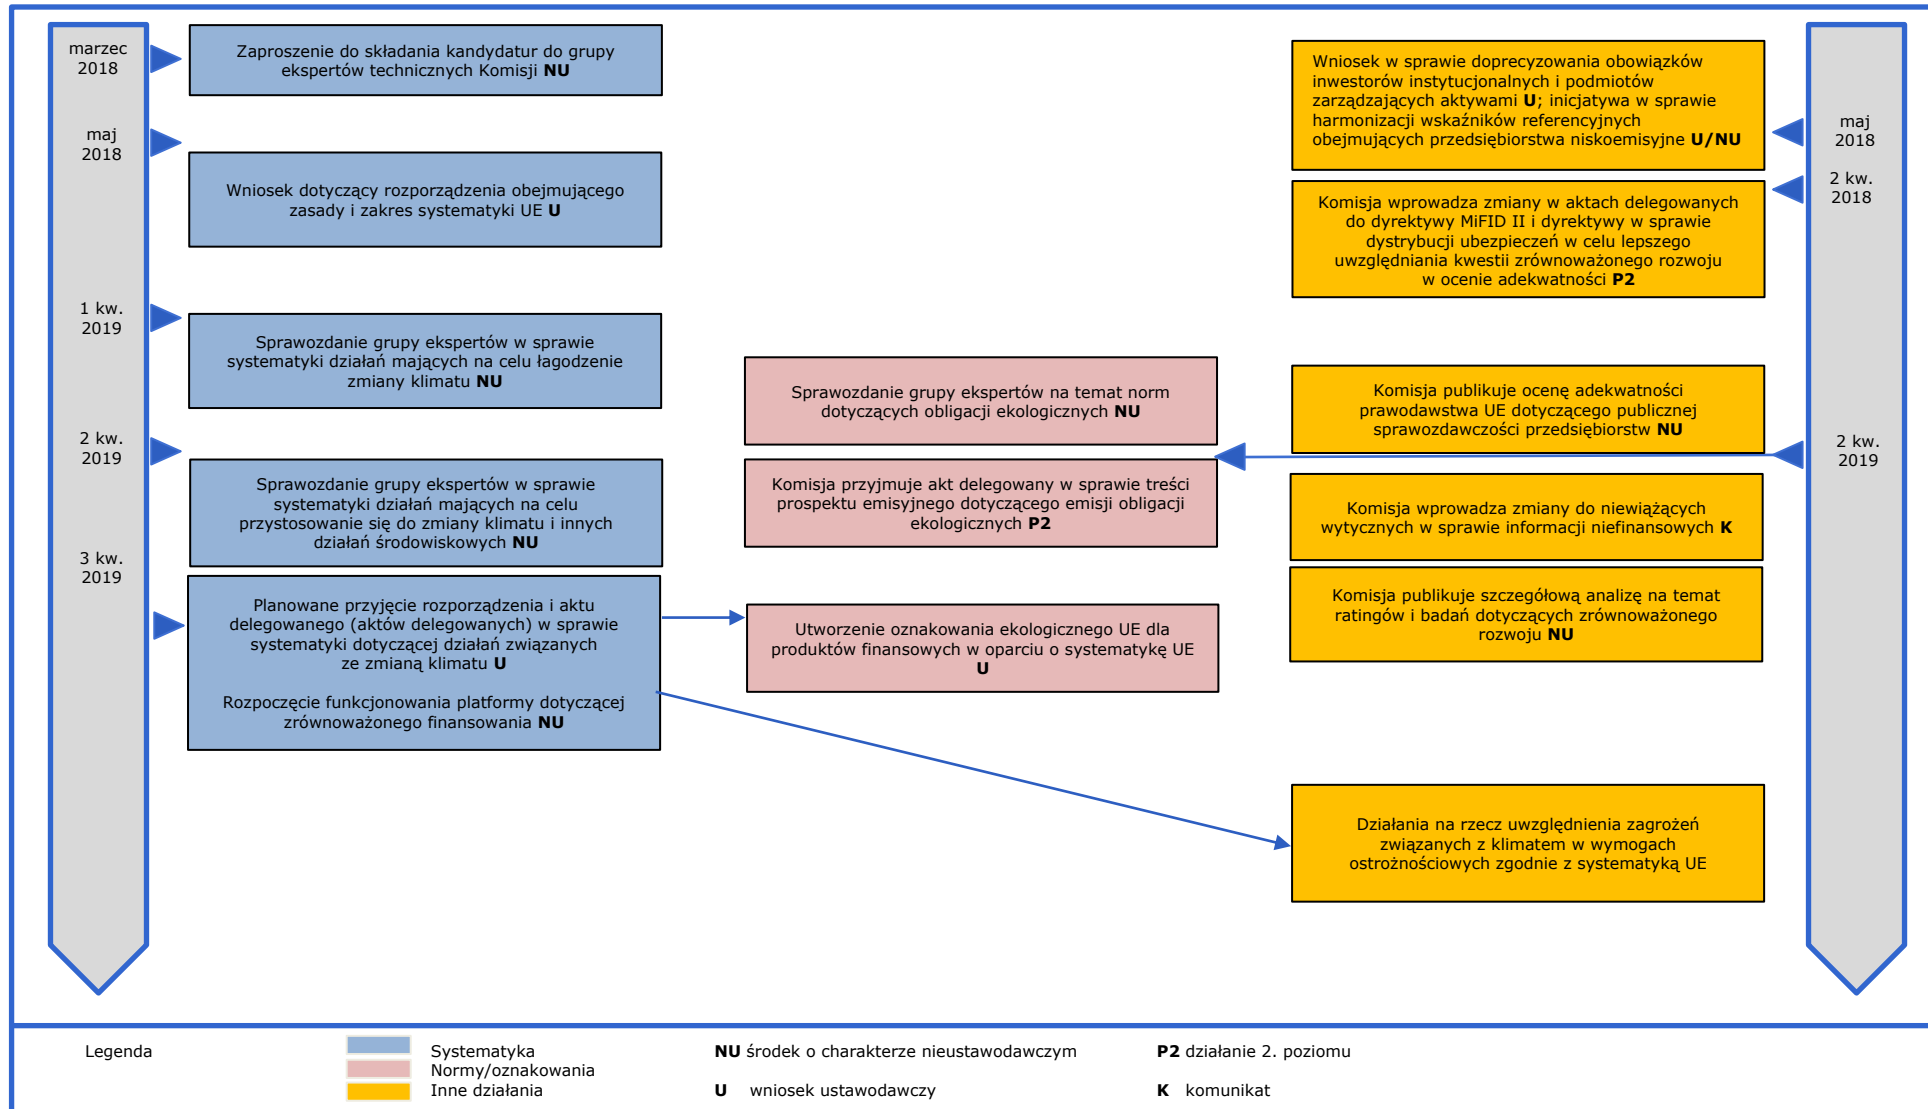 marzec
2018
Zaproszenie do składania kandydatur do grupy
ekspertów technicznych Komisji NU
maj
2018
Wniosek dotyczący rozporządzenia obejmującego
zasady i zakres systematyki UE U
1 kw.
2019
Sprawozdanie grupy ekspertów w sprawie
systematyki działań mających na celu łagodzenie
zmiany klimatu NU
2 kw.
2019
Sprawozdanie grupy ekspertów w sprawie
systematyki działań mających na celu
przystosowanie się do zmiany klimatu i innych
działań środowiskowych NU
3 kw.
2019
Planowane przyjęcie rozporządzenia i aktu
delegowanego (aktów delegowanych) w sprawie
systematyki dotyczącej działań związanych
ze zmianą klimatu U
Rozpoczęcie funkcjonowania platformy dotyczącej
zrównoważonego finansowania NU
Sprawozdanie grupy ekspertów na temat norm
dotyczących obligacji ekologicznych NU
Komisja przyjmuje akt delegowany w sprawie treści
prospektu emisyjnego dotyczącego emisji obligacji
ekologicznych P2
Utworzenie oznakowania ekologicznego UE dla
produktów finansowych w oparciu o systematykę UE
U
Wniosek w sprawie doprecyzowania obowiązków
inwestorów instytucjonalnych i podmiotów
zarządzających aktywami U; inicjatywa w sprawie
harmonizacji wskaźników referencyjnych
obejmujących przedsiębiorstwa niskoemisyjne U/NU
maj
2018
2 kw.
2018
Komisja wprowadza zmiany w aktach delegowanych
do dyrektywy MiFID II i dyrektywy w sprawie
dystrybucji ubezpieczeń w celu lepszego
uwzględniania kwestii zrównoważonego rozwoju
w ocenie adekwatności P2
Komisja publikuje ocenę adekwatności
prawodawstwa UE dotyczącego publicznej
sprawozdawczości przedsiębiorstw NU
2 kw.
2019
Komisja wprowadza zmiany do niewiążących
wytycznych w sprawie informacji niefinansowych K
Komisja publikuje szczegółową analizę na temat
ratingów i badań dotyczących zrównoważonego
rozwoju NU
Działania na rzecz uwzględnienia zagrożeń
związanych z klimatem w wymogach
ostrożnościowych zgodnie z systematyką UE
Legenda
Systematyka
Normy/oznakowania
Inne działania
NU środek o charakterze nieustawodawczym
U wniosek ustawodawczy
P2 działanie 2. poziomu
K komunikat